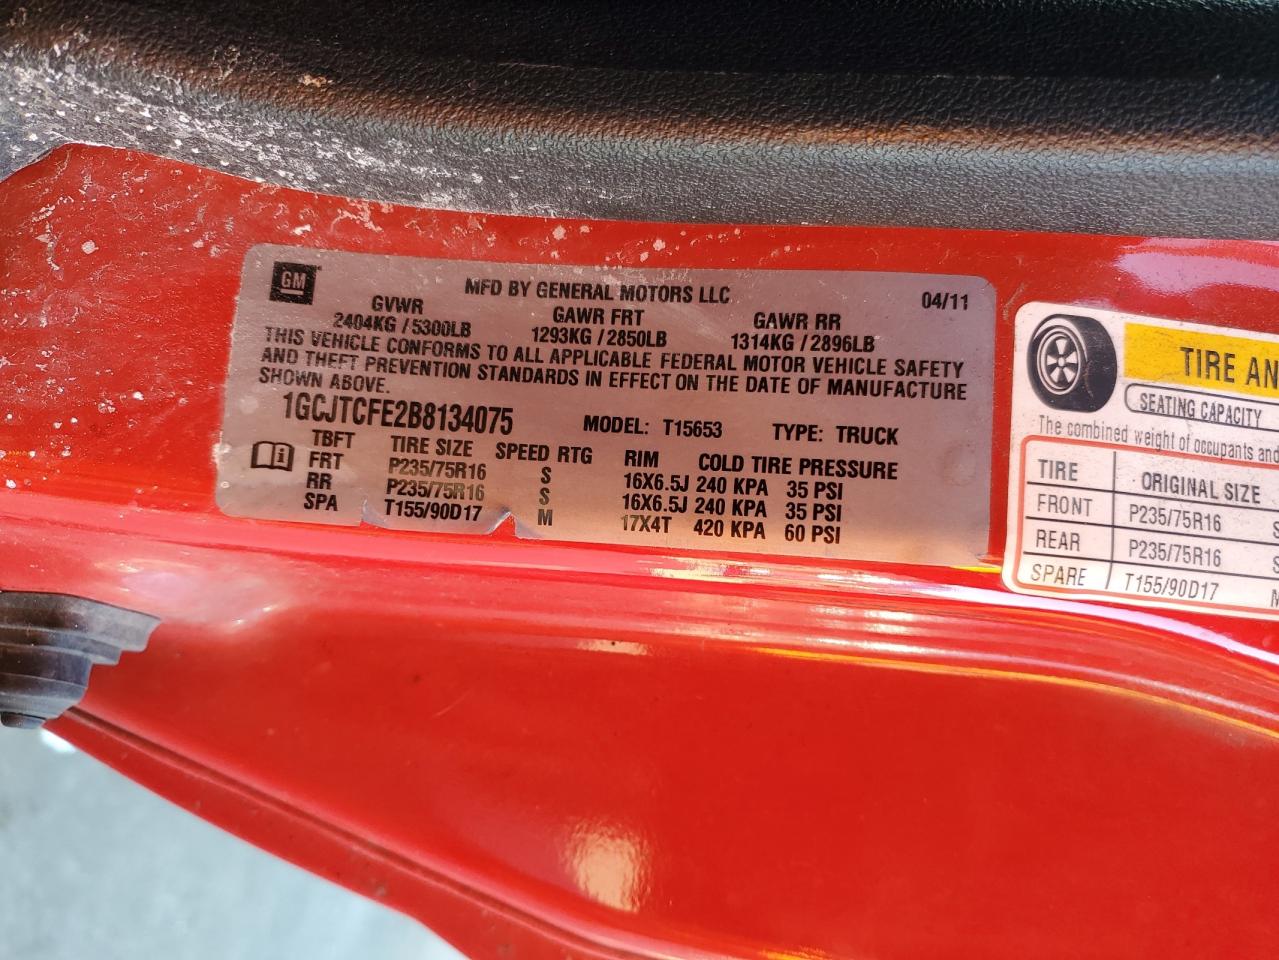 GM
MFD BY GENERAL MOTORS LLC
04/11
GVWR GAWR FRT GAWR RR
2404KG / 5300LB 1293KG / 2850LB 1314KG / 2896LB
THIS VEHICLE CONFORMS TO ALL APPLICABLE FEDERAL MOTOR VEHICLE SAFETY
AND THEFT PREVENTION STANDARDS IN EFFECT ON THE DATE OF MANUFACTURE
SHOWN ABOVE.
1GCJTCFE2B8134075 MODEL: T15653 TYPE: TRUCK
TBFT TIRE SIZE SPEED RTG RIM COLD TIRE PRESSURE
FRT P235/75R16 S 16X6.5J 240 KPA 35 PSI
RR P235/75R16 S 16X6.5J 240 KPA 35 PSI
SPA T155/90D17 M 17X4T 420 KPA 60 PSI
TIRE AN
SEATING CAPACITY
The combined weight of occupants and
TIRE ORIGINAL SIZE
FRONT P235/75R16 S
REAR P235/75R16 S
SPARE T155/90D17 M